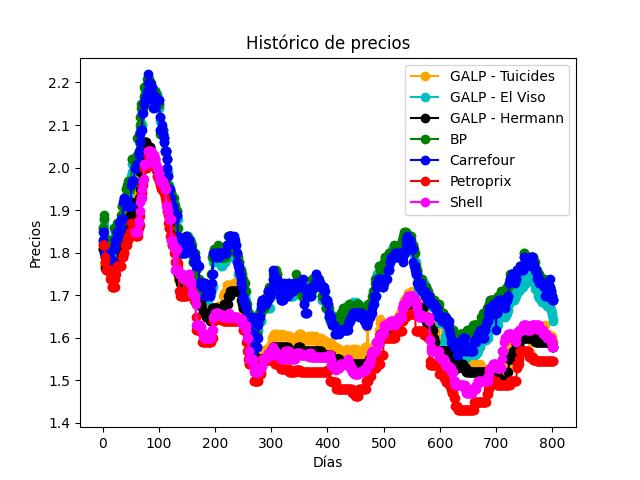 Histórico de precios
GALP - Tuicides
GALP - El Viso
GALP - Hermann
BP
Carrefour
Petroprix
Shell
Precios
2.2
2.1
2.0
1.9
1.8
1.7
1.6
1.5
1.4
0 100 200 300 400 500 600 700 800
Días